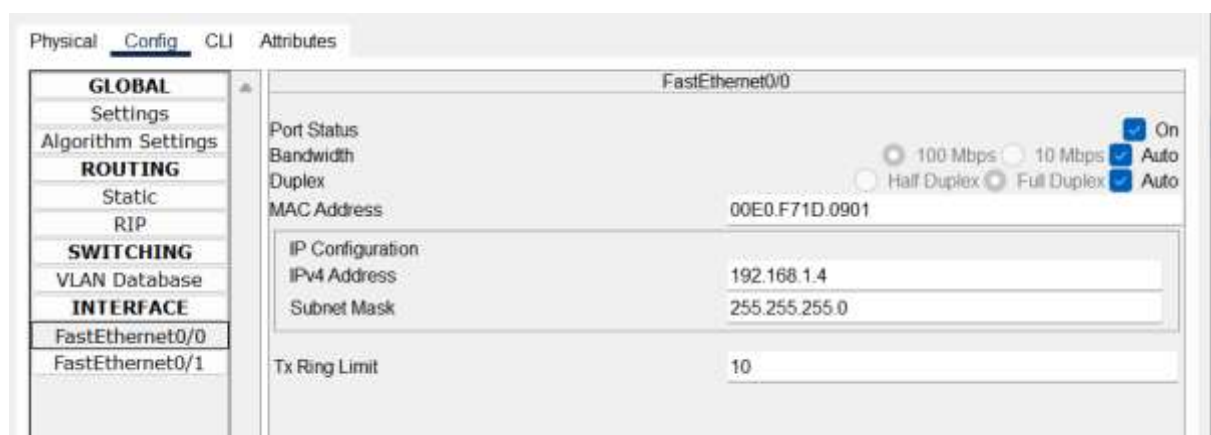 Physical Config CLI Attributes
GLOBAL
Settings
Algorithm Settings
ROUTING
Static
RIP
SWITCHING
VLAN Database
INTERFACE
FastEthernet0/0
FastEthernet0/1
FastEthernet0/0
Port Status On
Bandwidth 100 Mbps 10 Mbps Auto
Duplex Half Duplex Full Duplex Auto
MAC Address 00E0.F71D.0901
IP Configuration
IPv4 Address 192.168.1.4
Subnet Mask 255.255.255.0
Tx Ring Limit 10